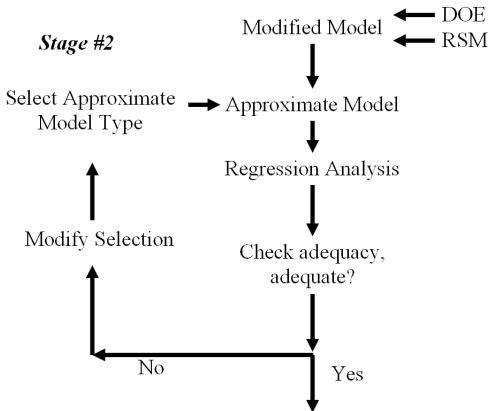 DOE
Modified Model
RSM
Stage #2
Select Approximate
Model Type
Approximate Model
Regression Analysis
Modify Selection
Check adequacy,
adequate?
No
Yes